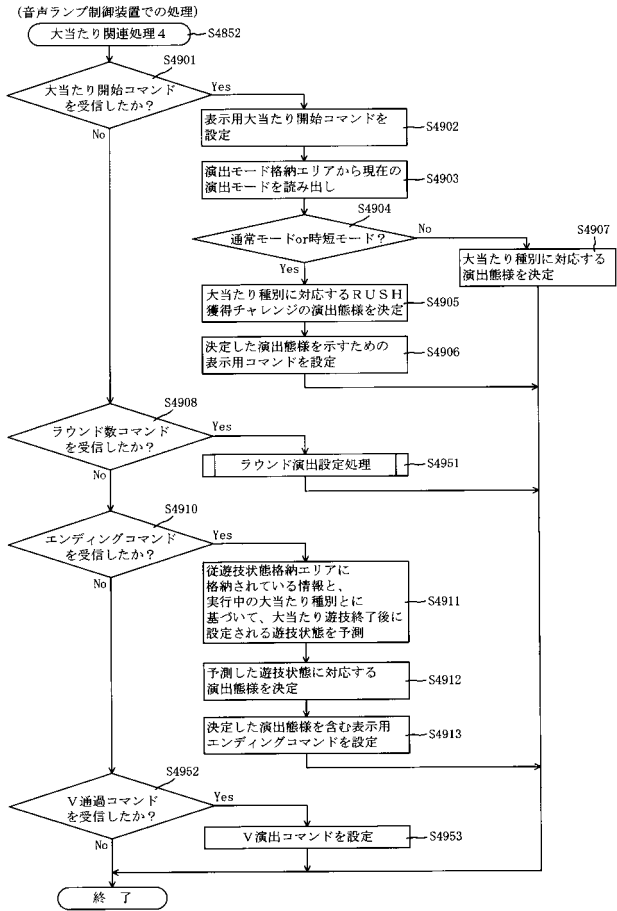 (音声ランプ制御装置での処理)
大当たり関連処理4
S4852
S4901
大当たり開始コマンド
を受信したか?
Yes
No
表示用大当たり開始コマンドを
設定
S4902
演出モード格納エリアから現在の
演出モードを読み出し
S4903
S4904
通常モードor時短モード?
No
Yes
S4907
大当たり種別に対応する
演出態様を決定
大当たり種別に対応するRUSH
獲得チャレンジの演出態様を決定
S4905
決定した演出態様を示すための
表示用コマンドを設定
S4906
S4908
ラウンド数コマンド
を受信したか?
Yes
No
ラウンド演出設定処理
S4951
S4910
エンディングコマンド
を受信したか?
Yes
No
従遊技状態格納エリアに
格納されている情報と、
実行中の大当たり種別とに
基づいて、大当たり遊技終了後に
設定される遊技状態を予測
S4911
予測した遊技状態に対応する
演出態様を決定
S4912
決定した演出態様を含む表示用
エンディングコマンドを設定
S4913
S4952
V通過コマンド
を受信したか?
Yes
No
V演出コマンドを設定
S4953
終 了